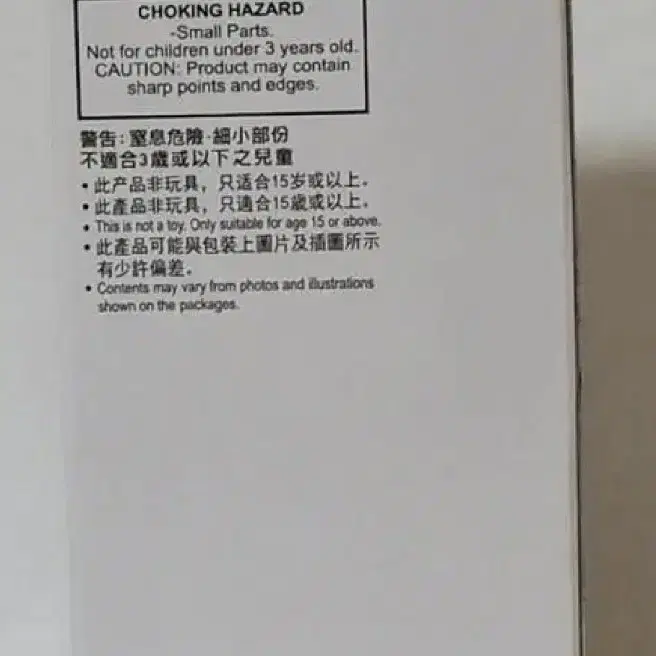 CHOKING HAZARD
-Small Parts.
Not for children under 3 years old.
CAUTION: Product may contain
sharp points and edges.
警告:窒息危險·細小部份
不適合3歲或以下之兒童
•此产品非玩具，只适合15岁或以上。
•此產品非玩具，只適合15歲或以上。
• This is not a toy. Only suitable for age 15 or above.
•此產品可能與包裝上圖片及插圖所示
有少許偏差。
• Contents may vary from photos and illustrations
shown on the packages.